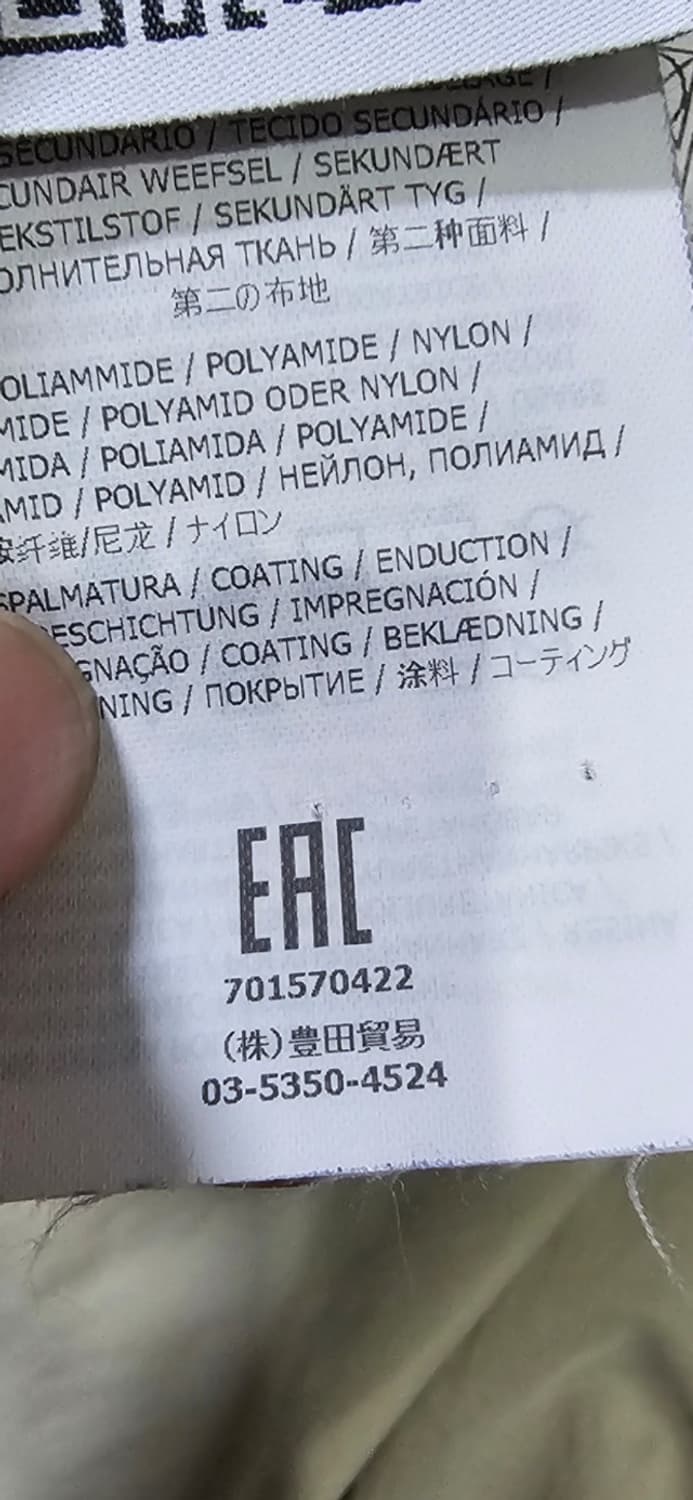 SECUNDARIO / TECIDO SECUNDÁRIO /
CUNDAIR WEEFSEL / SEKUNDÆRT
EKSTILSTOF / SEKUNDÄRT TYG /
ОЛНИТЕЛЬНАЯ ТКАНЬ / 第二种面料 /
第二の布地
OLIAMMIDE / POLYAMIDE / NYLON /
MIDE / POLYAMID ODER NYLON /
MIDA / POLIAMIDA / POLYAMIDE /
AMID / POLYAMID / НЕЙЛОН, ПОЛИАМИД /
胺纤维/尼龙 / ナイロン
SPALMATURA / COATING / ENDUCTION /
ESCHICHTUNG / IMPREGNACIÓN /
GNAÇÃO / COATING / BEKLÆDNING /
NING / ПОКРЫТИЕ / 涂料 / コーティング
EAC
701570422
(株)豊田貿易
03-5350-4524